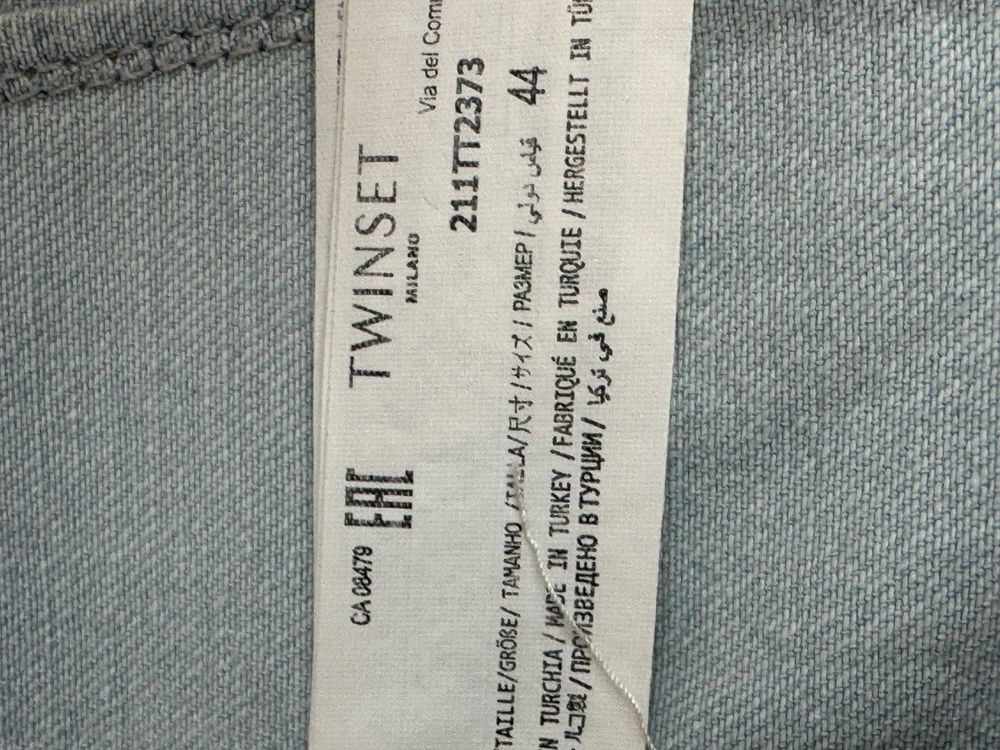 TWINSET
MILANO
Via del Com
CA 08479
EAC
211TT2373
TAILLE/GRÖßE/ TAMANHO /TALLA/尺寸/サイズ/ РАЗМЕР / قياس دولي 44
N TURCHIA / MADE IN TURKEY / FABRIQUÉ EN TURQUIE / HERGESTELLT IN TÜ
/ ПРОИЗВЕДЕНО В ТУРЦИИ / صنع في تركيا